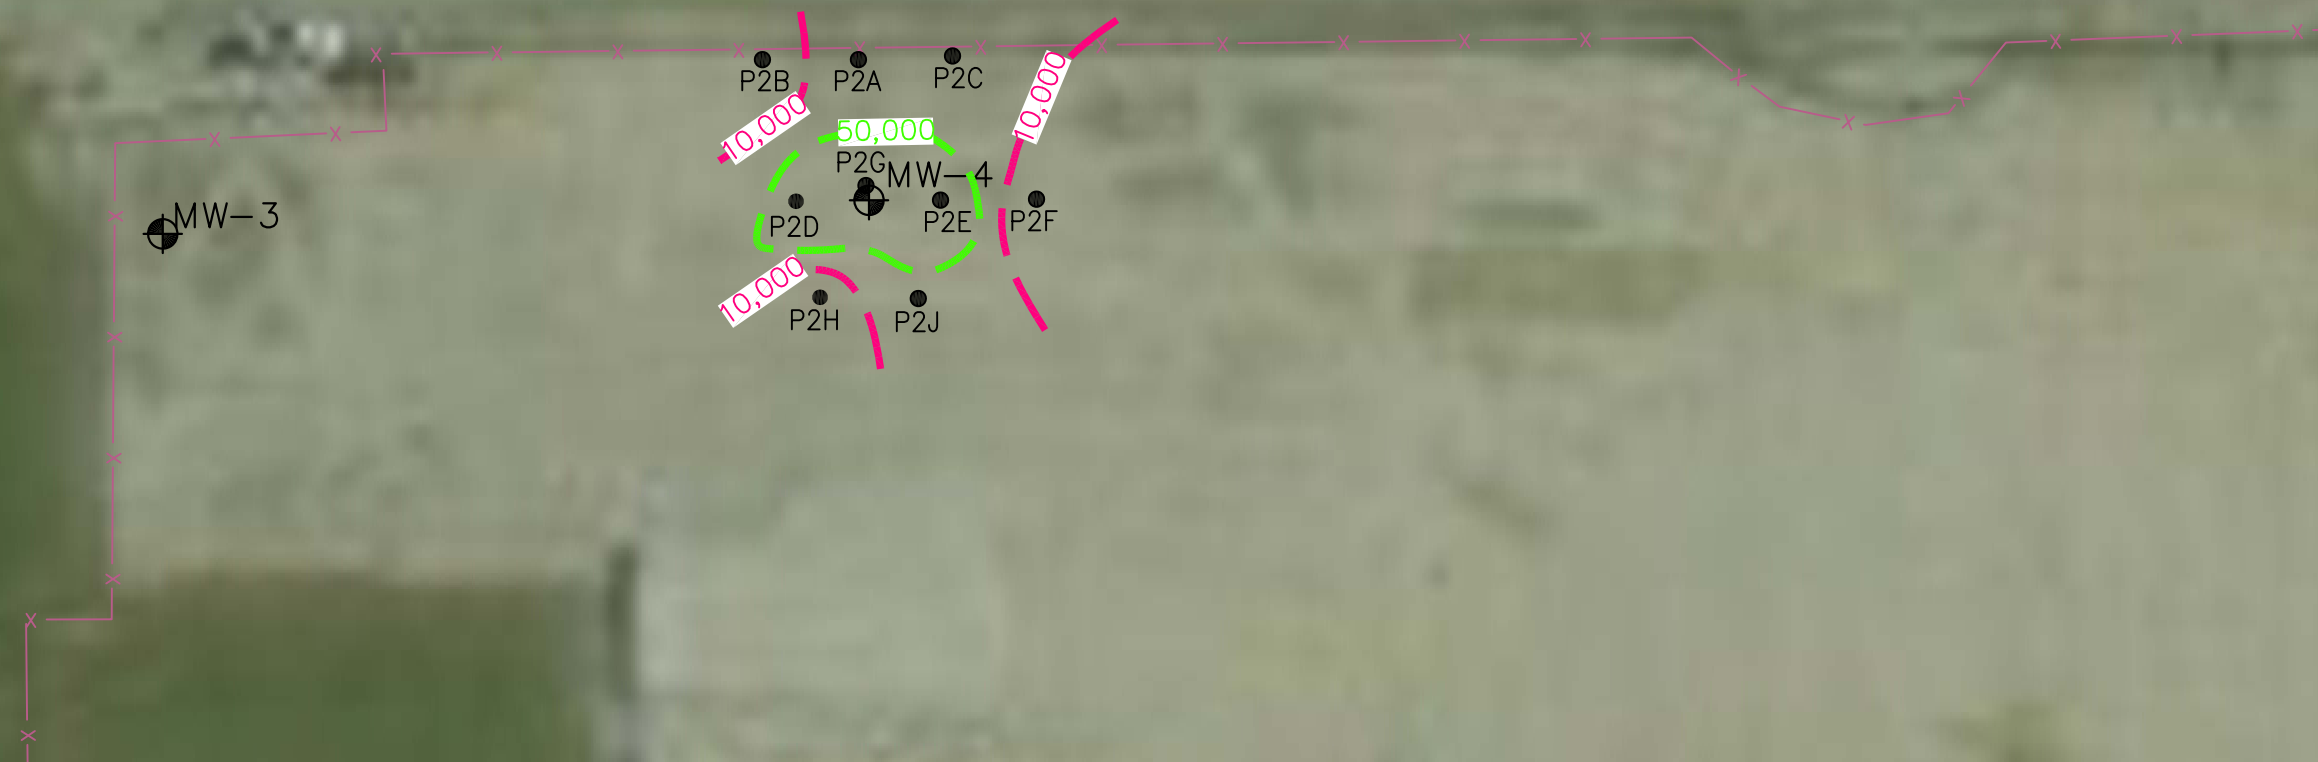 P2B
P2A
P2C
10,000
10,000
50,000
P2G
MW-4
MW-3
P2D
P2E
P2F
10,000
P2H
P2J